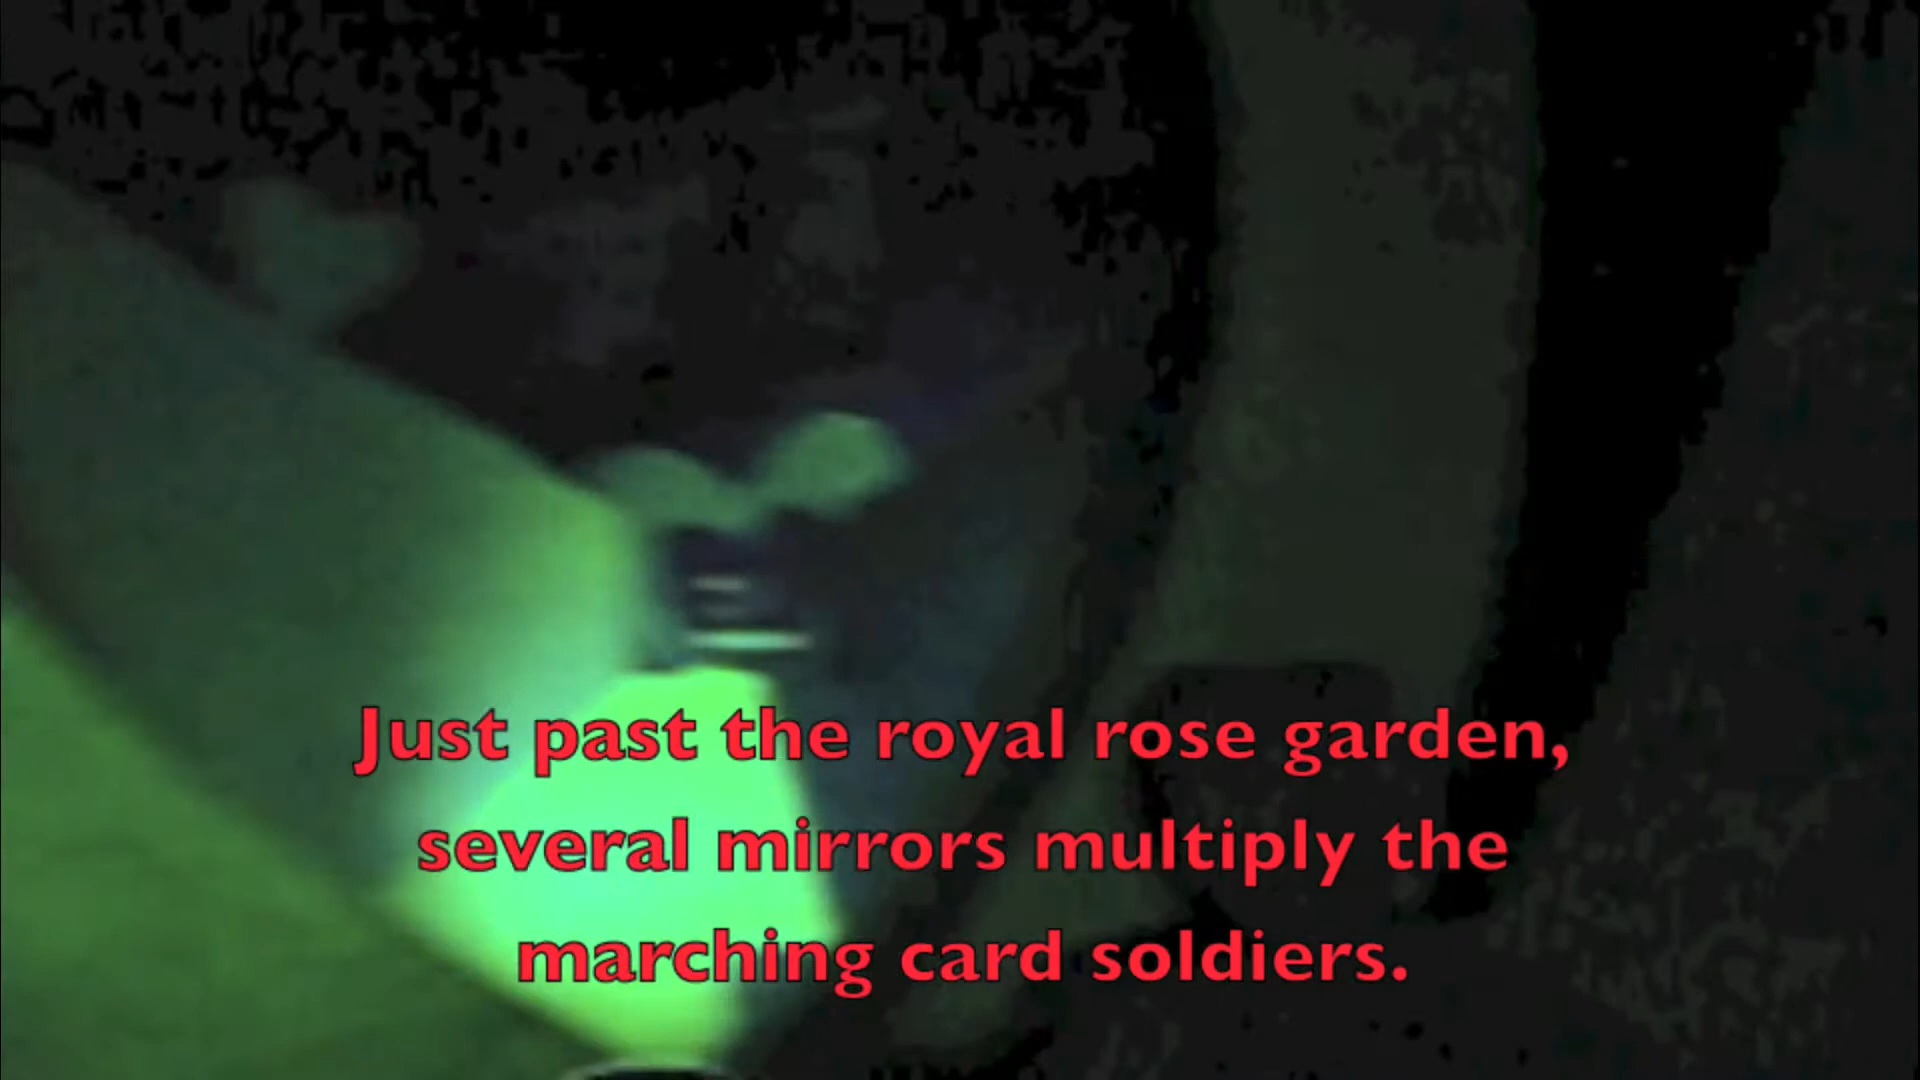 Just past the royal rose garden,
several mirrors multiply the
marching card soldiers.